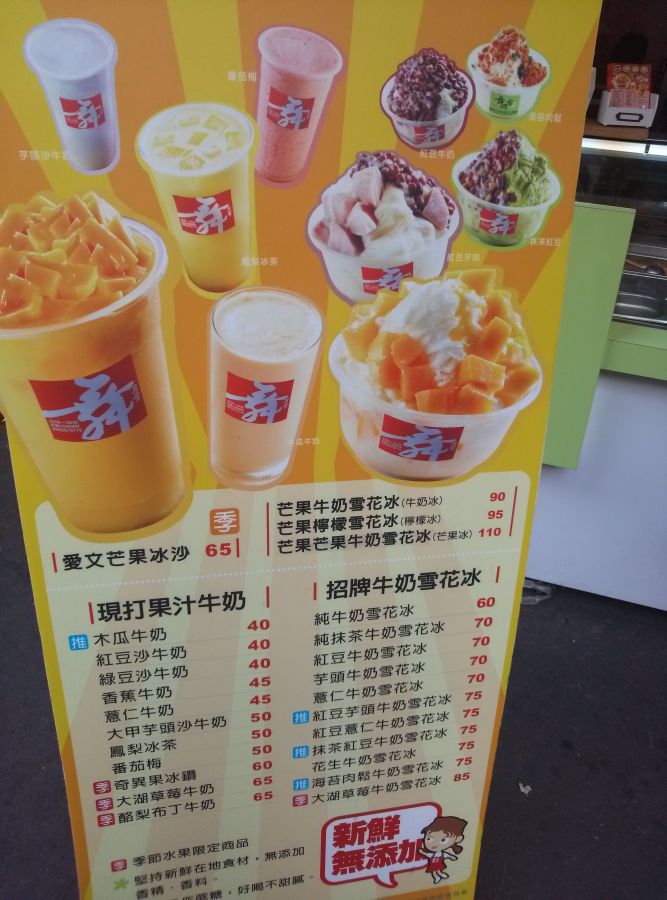 芋頭沙牛奶
番茄梅
紅豆牛奶
海苔肉鬆
抹茶紅豆
鳳梨冰茶
紅豆芋頭
瓜牛奶
舞
愛文芒果冰沙 65 季
芒果牛奶雪花冰(牛奶冰) 90
芒果檸檬雪花冰(檸檬冰) 95
芒果芒果牛奶雪花冰(芒果冰) 110
現打果汁牛奶
推 木瓜牛奶 40
紅豆沙牛奶 40
綠豆沙牛奶 40
香蕉牛奶 45
薏仁牛奶 45
大甲芋頭沙牛奶 50
鳳梨冰茶 50
番茄梅 50
季 奇異果冰鑽 60
季 大湖草莓牛奶 65
季 酪梨布丁牛奶 65
招牌牛奶雪花冰
純牛奶雪花冰 60
純抹茶牛奶雪花冰 70
紅豆牛奶雪花冰 70
芋頭牛奶雪花冰 70
薏仁牛奶雪花冰 70
推 紅豆芋頭牛奶雪花冰 75
紅豆薏仁牛奶雪花冰 75
推 抹茶紅豆牛奶雪花冰 75
花生牛奶雪花冰 75
推 海苔肉鬆牛奶雪花冰 75
季 大湖草莓牛奶雪花冰 85
季 季節水果限定商品
堅持新鮮在地食材，無添加
香精．香料。
蔗糖，好喝不甜膩。
新鮮
無添加